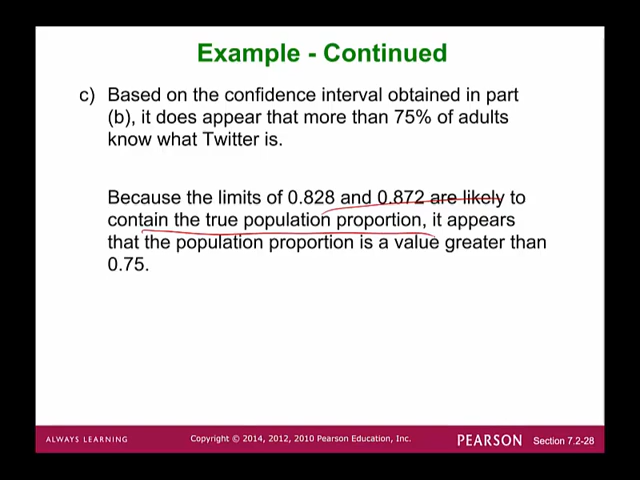 Example - Continued
c) Based on the confidence interval obtained in part
(b), it does appear that more than 75% of adults
know what Twitter is.
Because the limits of 0.828 and 0.872 are likely to
contain the true population proportion, it appears
that the population proportion is a value greater than
0.75.
ALWAYS LEARNING
Copyright © 2014, 2012, 2010 Pearson Education, Inc.
PEARSON
Section 7.2-28